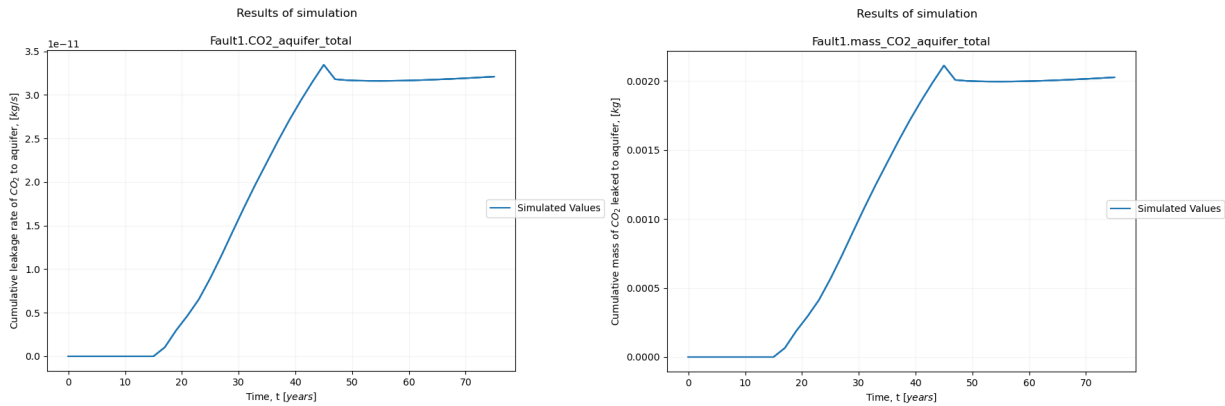 Results of simulation
Fault1.CO2_aquifer_total
1e−11
3.5
3.0
2.5
2.0
1.5
1.0
0.5
0.0
Cumulative leakage rate of CO₂ to aquifer, [kg/s]
0 10 20 30 40 50 60 70
Time, t [years]
Simulated Values
Results of simulation
Fault1.mass_CO2_aquifer_total
0.0020
0.0015
0.0010
0.0005
0.0000
Cumulative mass of CO₂ leaked to aquifer, [kg]
0 10 20 30 40 50 60 70
Time, t [years]
Simulated Values